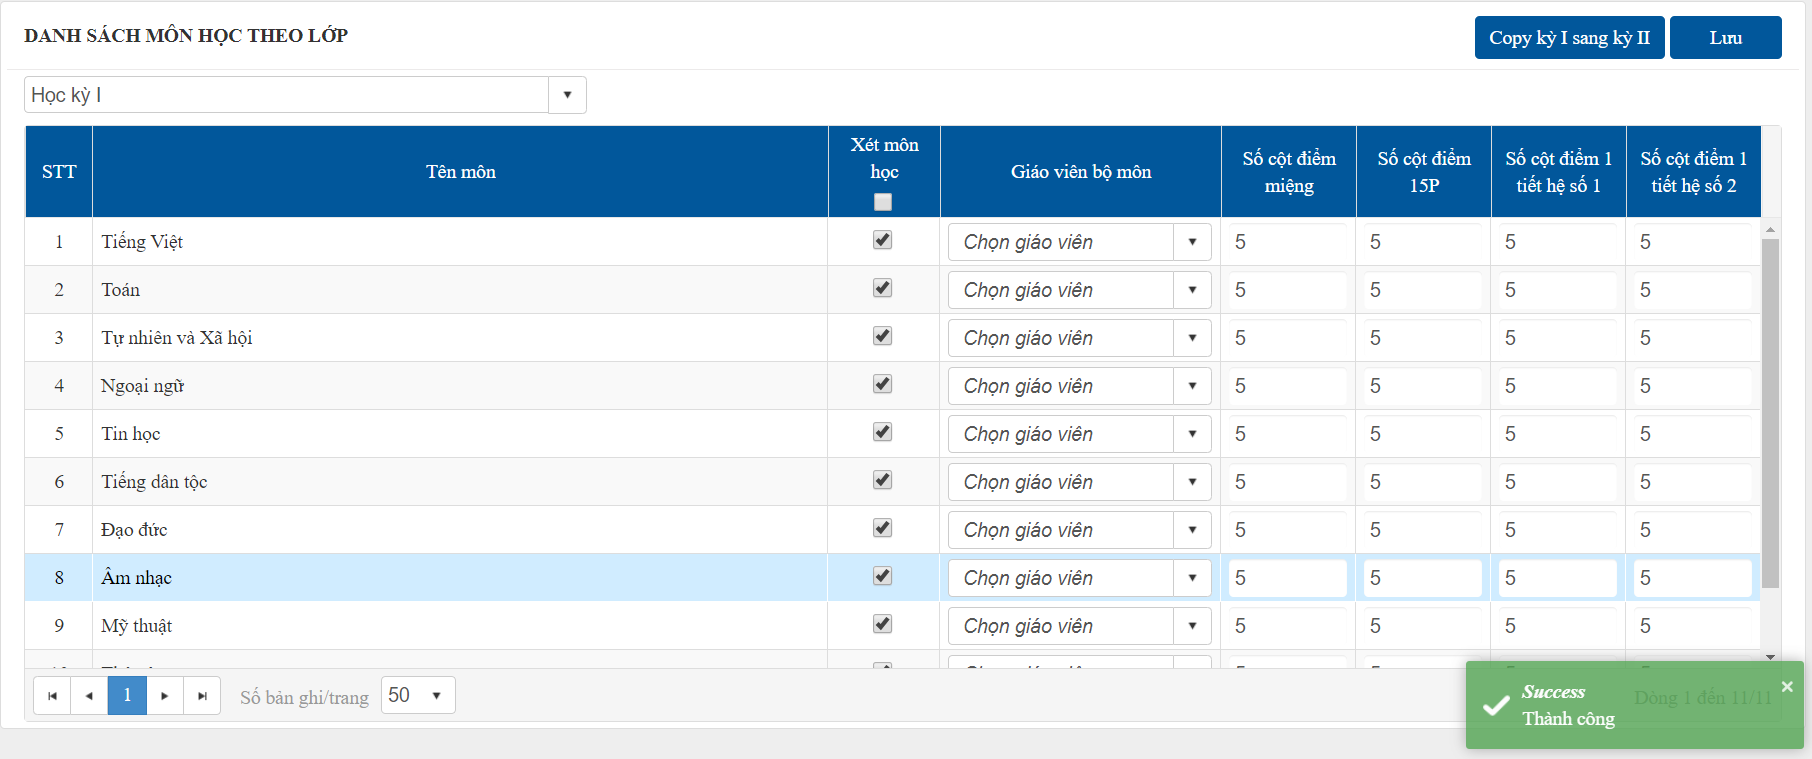 DANH SÁCH MÔN HỌC THEO LỚP
Copy kỳ I sang kỳ II
Lưu
Học kỳ I
STT
Tên môn
Xét môn học
Giáo viên bộ môn
Số cột điểm miệng
Số cột điểm 15P
Số cột điểm 1 tiết hệ số 1
Số cột điểm 1 tiết hệ số 2
1 Tiếng Việt Chọn giáo viên 5 5 5 5
2 Toán Chọn giáo viên 5 5 5 5
3 Tự nhiên và Xã hội Chọn giáo viên 5 5 5 5
4 Ngoại ngữ Chọn giáo viên 5 5 5 5
5 Tin học Chọn giáo viên 5 5 5 5
6 Tiếng dân tộc Chọn giáo viên 5 5 5 5
7 Đạo đức Chọn giáo viên 5 5 5 5
8 Âm nhạc Chọn giáo viên 5 5 5 5
9 Mỹ thuật Chọn giáo viên 5 5 5 5
1
Số bản ghi/trang
50
Dòng 1 đến 11/11
Success
Thành công